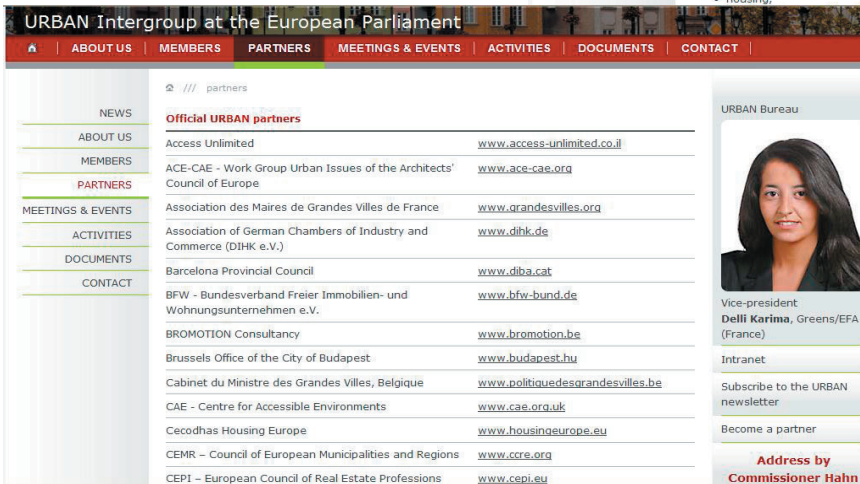 housing,
URBAN Intergroup at the European Parliament
ABOUT US | MEMBERS PARTNERS MEETINGS & EVENTS | ACTIVITIES | DOCUMENTS | CONTACT |
/// partners
NEWS
ABOUT US
MEMBERS
PARTNERS
MEETINGS & EVENTS
ACTIVITIES
DOCUMENTS
CONTACT
Official URBAN partners
Access Unlimited www.access-unlimited.co.il
ACE-CAE - Work Group Urban Issues of the Architects' www.ace-cae.org
Council of Europe
Association des Maires de Grandes Villes de France www.grandesvilles.org
Association of German Chambers of Industry and www.dihk.de
Commerce (DIHK e.V.)
Barcelona Provincial Council www.diba.cat
BFW - Bundesverband Freier Immobilien- und www.bfw-bund.de
Wohnungsunternehmen e.V.
BROMOTION Consultancy www.bromotion.be
Brussels Office of the City of Budapest www.budapest.hu
Cabinet du Ministre des Grandes Villes, Belgique www.politiquedesgrandesvilles.be
CAE - Centre for Accessible Environments www.cae.org.uk
Cecodhas Housing Europe www.housingeurope.eu
CEMR – Council of European Municipalities and Regions www.ccre.org
CEPI – European Council of Real Estate Professions www.cepi.eu
URBAN Bureau
Vice-president
Delli Karima, Greens/EFA
(France)
Intranet
Subscribe to the URBAN
newsletter
Become a partner
Address by
Commissioner Hahn